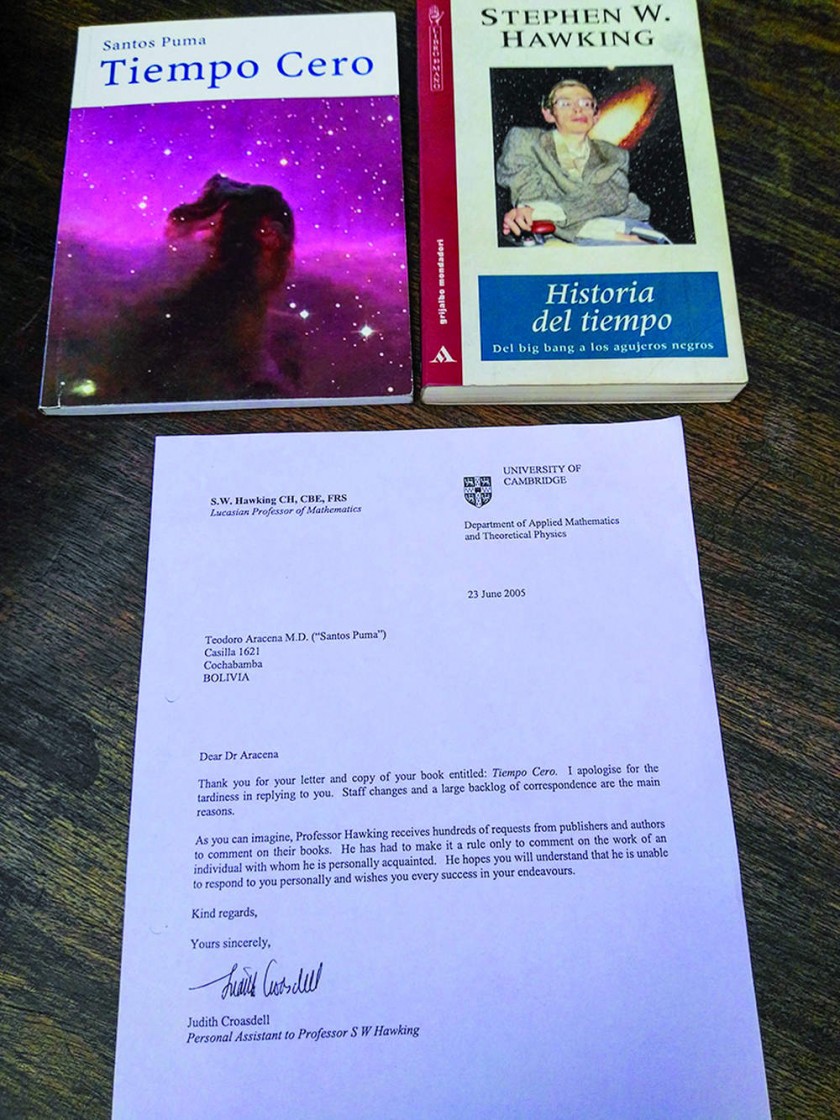 Santos Puma
Tiempo Cero
LIBRO DE MANO
grijalbo mondadori
STEPHEN W.
HAWKING
Historia
del tiempo
Del big bang a los agujeros negros
S.W. Hawking CH, CBE, FRS
Lucasian Professor of Mathematics
UNIVERSITY OF
CAMBRIDGE
Department of Applied Mathematics
and Theoretical Physics
23 June 2005
Teodoro Aracena M.D. ("Santos Puma")
Casilla 1621
Cochabamba
BOLIVIA
Dear Dr Aracena
Thank you for your letter and copy of your book entitled: Tiempo Cero. I apologise for the
tardiness in replying to you. Staff changes and a large backlog of correspondence are the main
reasons.
As you can imagine, Professor Hawking receives hundreds of requests from publishers and authors
to comment on their books. He has had to make it a rule only to comment on the work of an
individual with whom he is personally acquainted. He hopes you will understand that he is unable
to respond to you personally and wishes you every success in your endeavours.
Kind regards,
Yours sincerely,
Judith Croasdell
Judith Croasdell
Personal Assistant to Professor S W Hawking